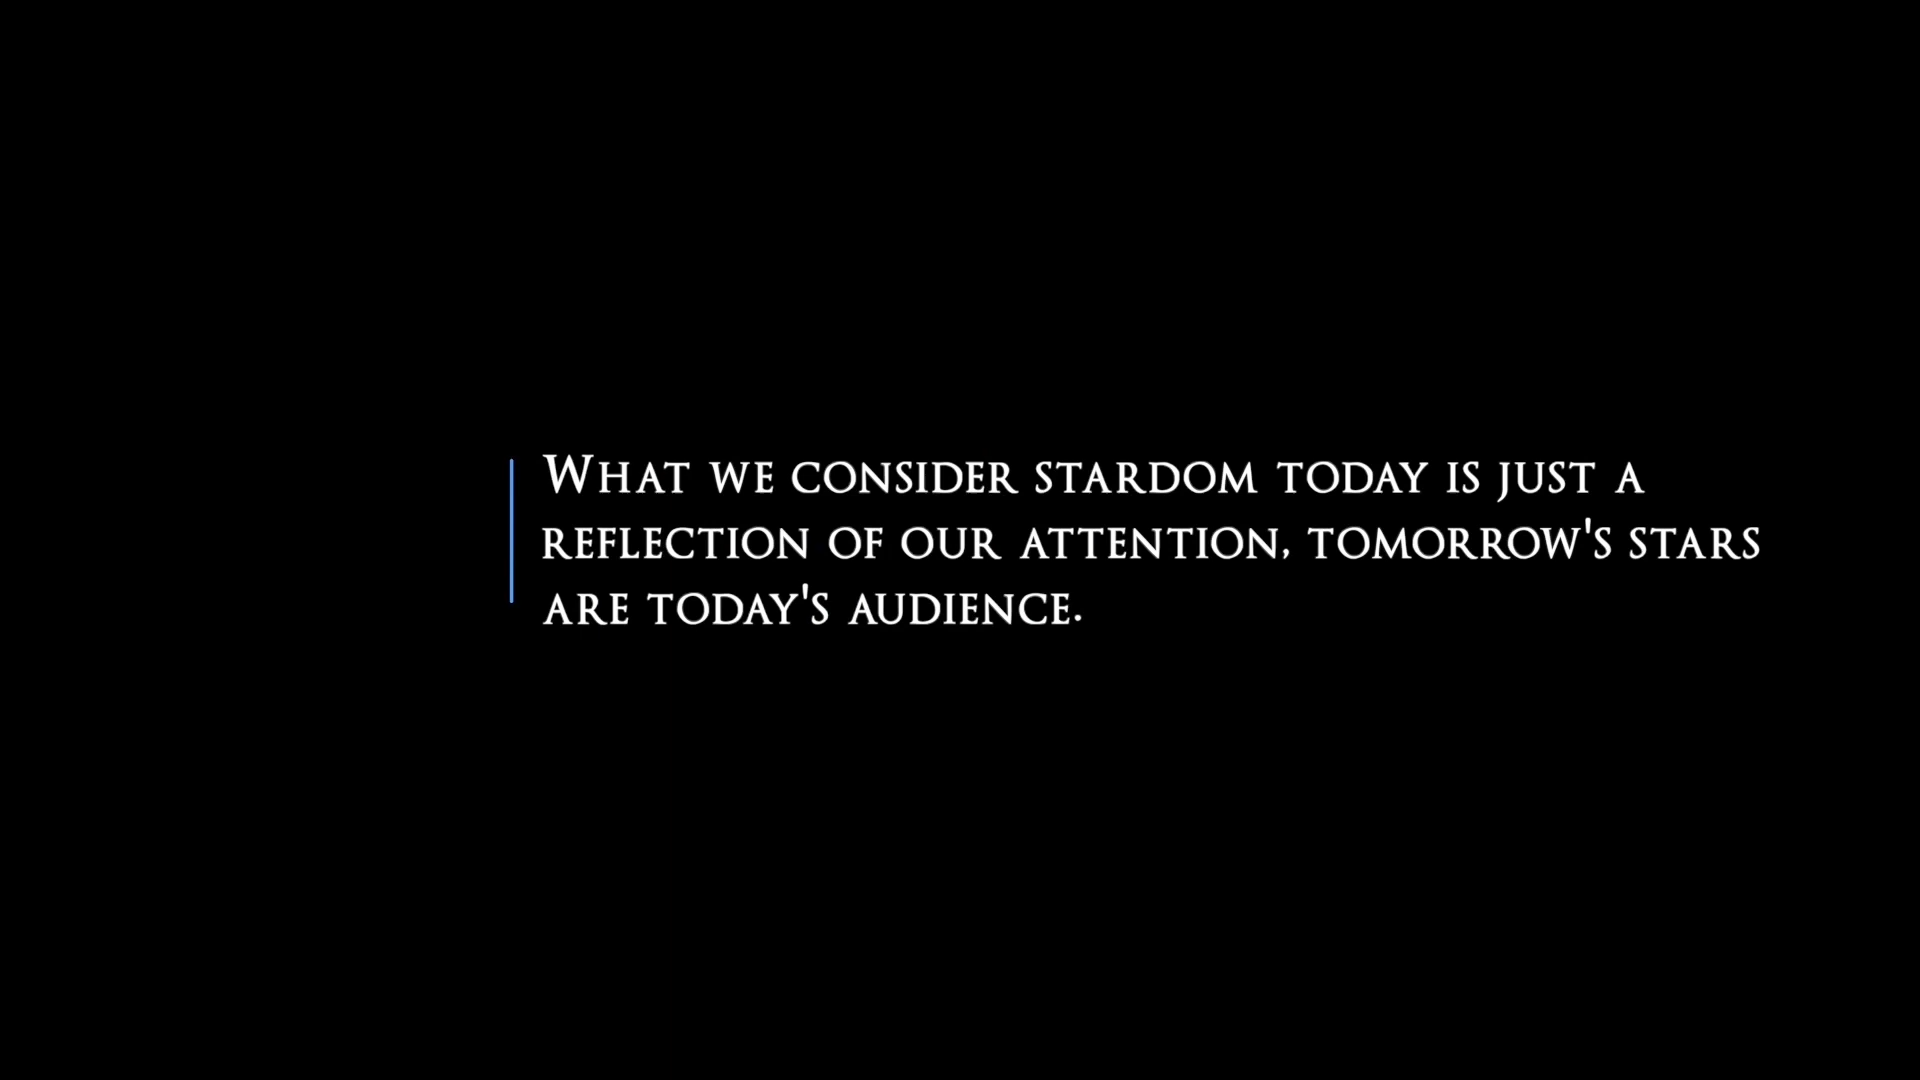 What we consider stardom today is just a
reflection of our attention, tomorrow's stars
are today's audience.